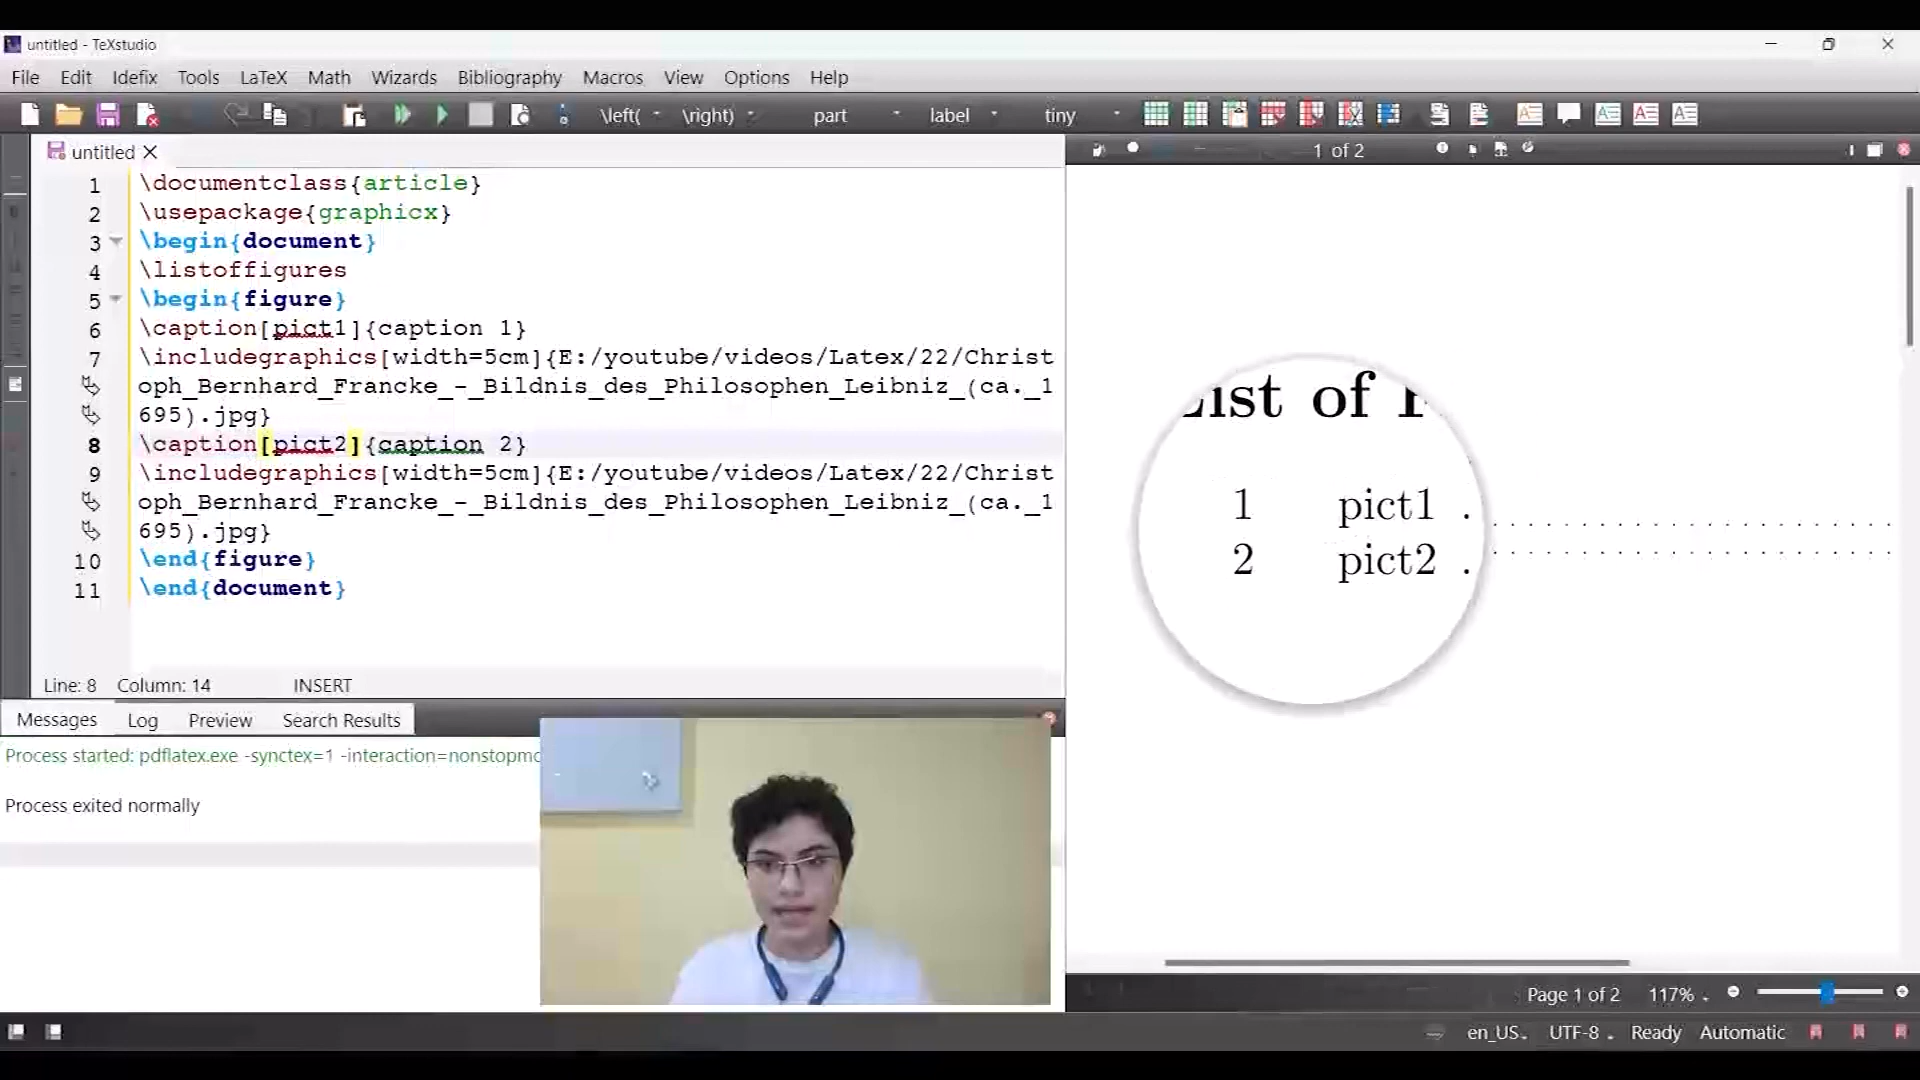 untitled - TeXstudio
File Edit Idefix Tools LaTeX Math Wizards Bibliography Macros View Options Help
\left( \right) part label tiny
untitled
1 of 2
1 \documentclass{article}
2 \usepackage{graphicx}
3 \begin{document}
4 \listoffigures
5 \begin{figure}
6 \caption[pict1]{caption 1}
7 \includegraphics[width=5cm]{E:/youtube/videos/Latex/22/Christ
oph_Bernhard_Francke_-_Bildnis_des_Philosophen_Leibniz_(ca._1
695).jpg}
8 \caption[pict2]{caption 2}
9 \includegraphics[width=5cm]{E:/youtube/videos/Latex/22/Christ
oph_Bernhard_Francke_-_Bildnis_des_Philosophen_Leibniz_(ca._1
695).jpg}
10 \end{figure}
11 \end{document}
Line: 8 Column: 14 INSERT
Messages Log Preview Search Results
Process started: pdflatex.exe -synctex=1 -interaction=nonstopmo
Process exited normally
List of F
1 pict1 . . . . . . . . . . . . . . . .
2 pict2 . . . . . . . . . . . . . . . .
Page 1 of 2 117%
en_US UTF-8 Ready Automatic